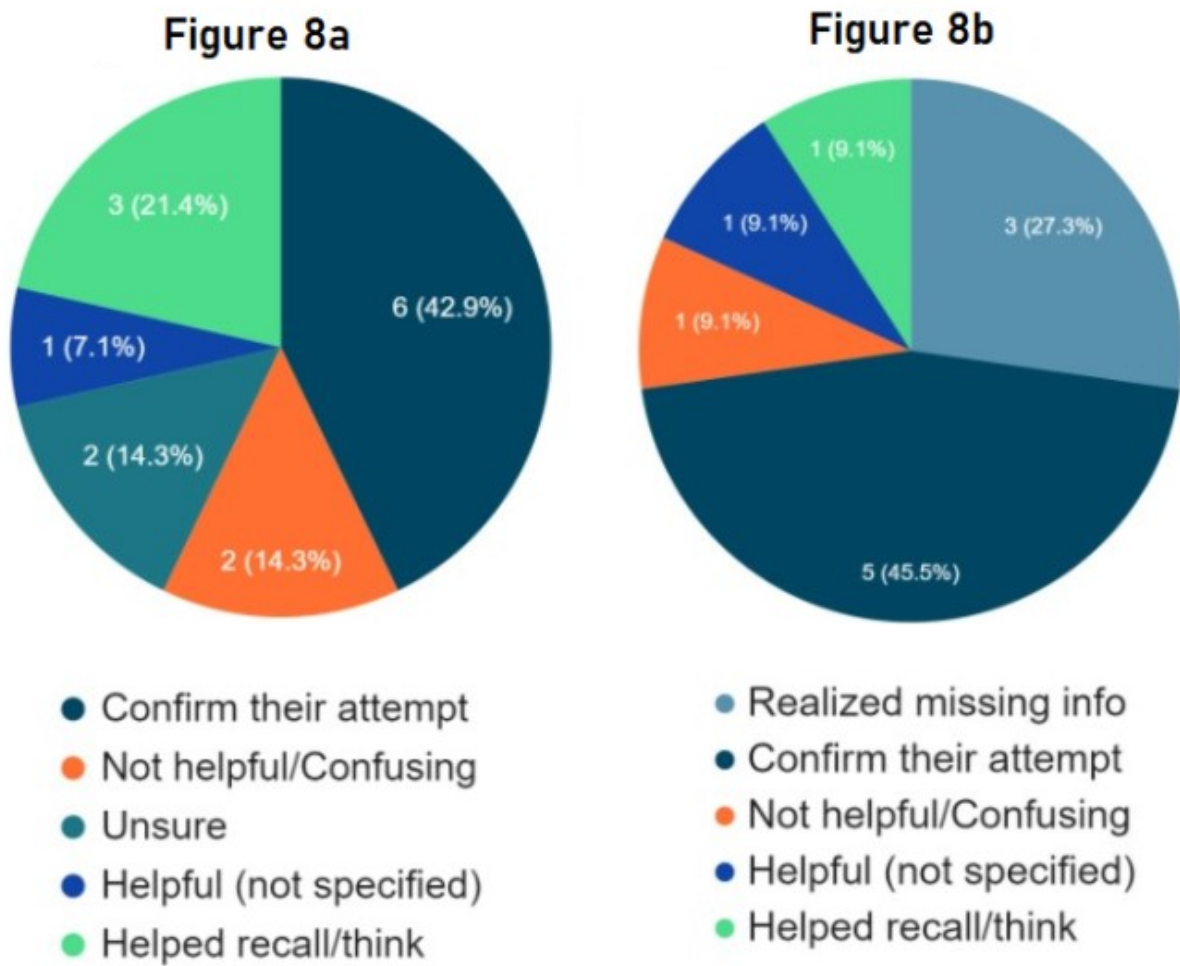 Figure 8a
3 (21.4%)
6 (42.9%)
1 (7.1%)
2 (14.3%)
2 (14.3%)
Confirm their attempt
Not helpful/Confusing
Unsure
Helpful (not specified)
Helped recall/think
Figure 8b
1 (9.1%)
3 (27.3%)
1 (9.1%)
1 (9.1%)
5 (45.5%)
Realized missing info
Confirm their attempt
Not helpful/Confusing
Helpful (not specified)
Helped recall/think